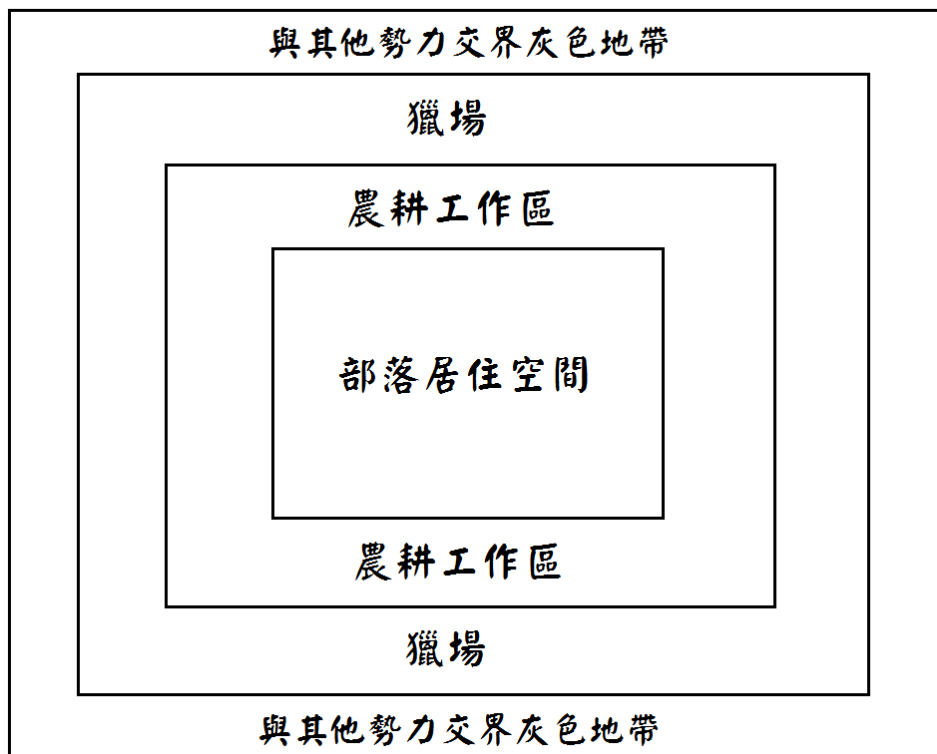 與其他勢力交界灰色地帶
獵場
農耕工作區
部落居住空間
農耕工作區
獵場
與其他勢力交界灰色地帶